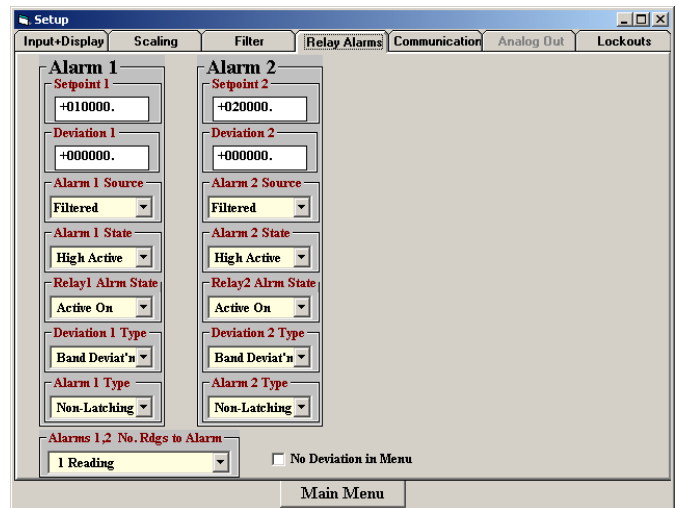 Setup
Input+Display Scaling Filter Relay Alarms Communication Analog Out Lockouts
Alarm 1 Alarm 2
Setpoint 1 Setpoint 2
+010000. +020000.
Deviation 1 Deviation 2
+000000. +000000.
Alarm 1 Source Alarm 2 Source
Filtered Filtered
Alarm 1 State Alarm 2 State
High Active High Active
Relay1 Alrm State Relay2 Alrm State
Active On Active On
Deviation 1 Type Deviation 2 Type
Band Deviat'n Band Deviat'n
Alarm 1 Type Alarm 2 Type
Non-Latching Non-Latching
Alarms 1,2 No. Rdgs to Alarm
1 Reading No Deviation in Menu
Main Menu